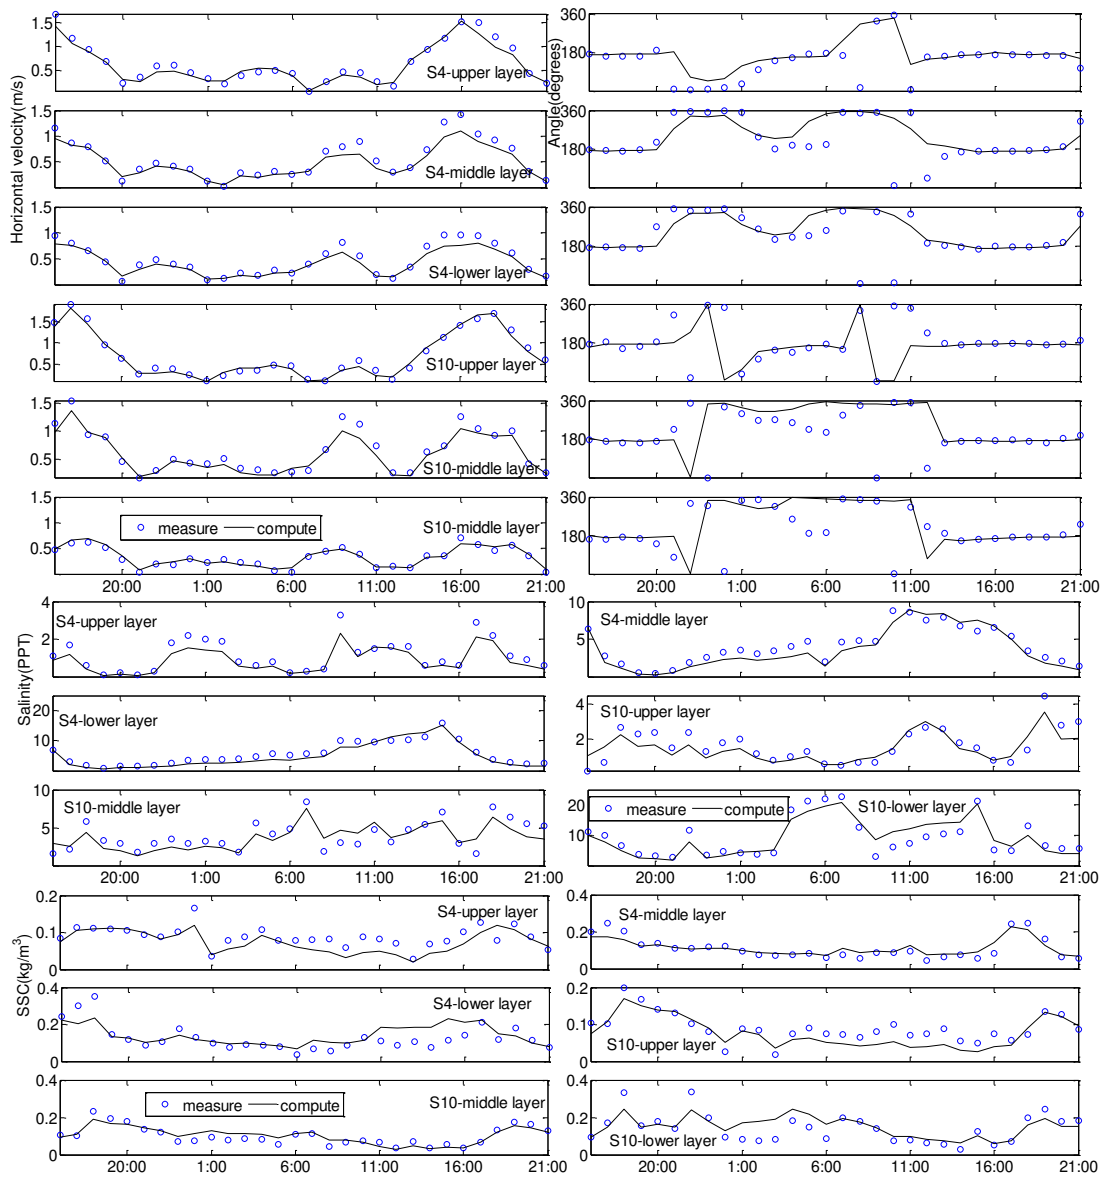 Horizontal velocity(m/s)
Angle(degrees)
1.5
1
0.5
S4-upper layer
360
180
1.5
1
0.5
S4-middle layer
360
180
1.5
1
0.5
S4-lower layer
360
180
1.5
1
0.5
S10-upper layer
360
180
1.5
1
0.5
S10-middle layer
360
180
1.5
1
0.5
measure compute
S10-middle layer
360
180
20:00 1:00 6:00 11:00 16:00 21:00
20:00 1:00 6:00 11:00 16:00 21:00
Salinity(PPT)
4
2
0
S4-upper layer
10
5
S4-middle layer
20
10
0
S4-lower layer
4
2
S10-upper layer
10
5
0
S10-middle layer
20
10
measure compute
S10-lower layer
20:00 1:00 6:00 11:00 16:00 21:00
20:00 1:00 6:00 11:00 16:00 21:00
SSC(kg/m³)
0.2
0.1
0
S4-upper layer
0.4
0.2
0
S4-middle layer
0.4
0.2
0
S4-lower layer
0.2
0.1
0
S10-upper layer
0.4
0.2
0
measure compute
S10-middle layer
0.4
0.2
0
S10-lower layer
20:00 1:00 6:00 11:00 16:00 21:00
20:00 1:00 6:00 11:00 16:00 21:00